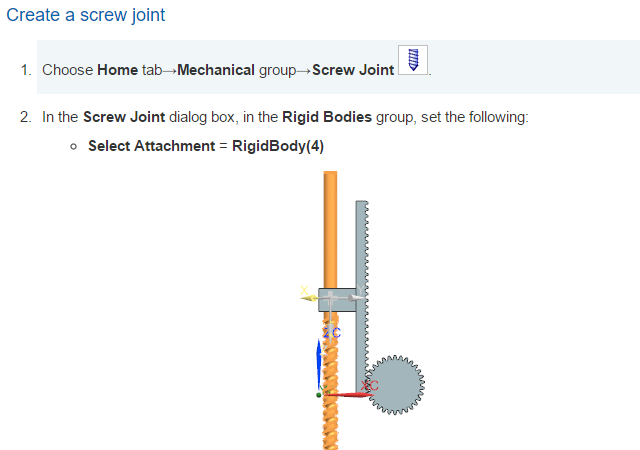 Create a screw joint
1. Choose Home tab→Mechanical group→Screw Joint .
2. In the Screw Joint dialog box, in the Rigid Bodies group, set the following:
Select Attachment = RigidBody(4)
X Y
ZC
XC